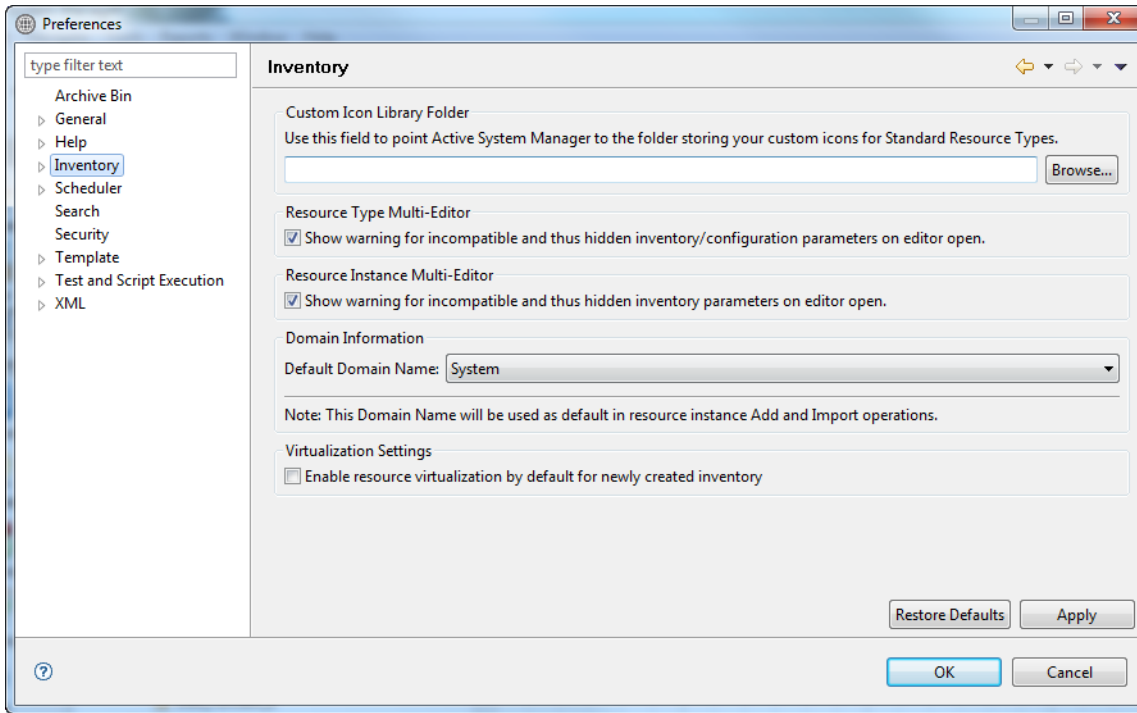 Preferences
type filter text
Archive Bin
General
Help
Inventory
Scheduler
Search
Security
Template
Test and Script Execution
XML
Inventory
Custom Icon Library Folder
Use this field to point Active System Manager to the folder storing your custom icons for Standard Resource Types.
Browse...
Resource Type Multi-Editor
Show warning for incompatible and thus hidden inventory/configuration parameters on editor open.
Resource Instance Multi-Editor
Show warning for incompatible and thus hidden inventory parameters on editor open.
Domain Information
Default Domain Name: System
Note: This Domain Name will be used as default in resource instance Add and Import operations.
Virtualization Settings
Enable resource virtualization by default for newly created inventory
Restore Defaults Apply
OK Cancel